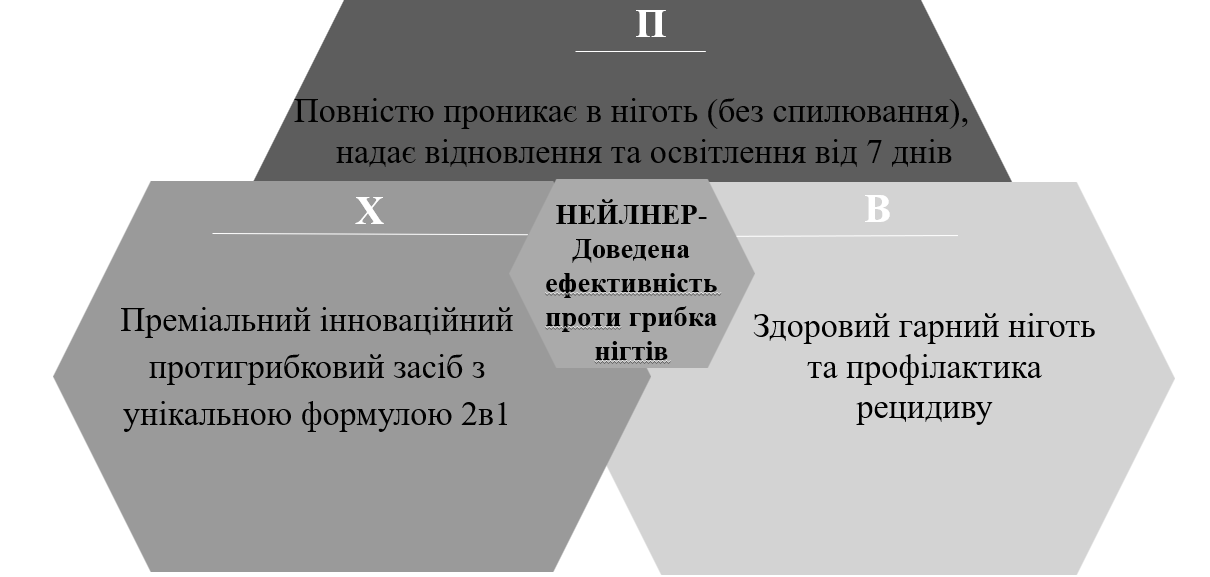 П
Повністю проникає в ніготь (без спилювання),
надає відновлення та освітлення від 7 днів
Х
Преміальний інноваційний
протигрибковий засіб з
унікальною формулою 2в1
НЕЙЛНЕР-
Доведена
ефективність
проти грибка
нігтів
В
Здоровий гарний ніготь
та профілактика
рецидиву